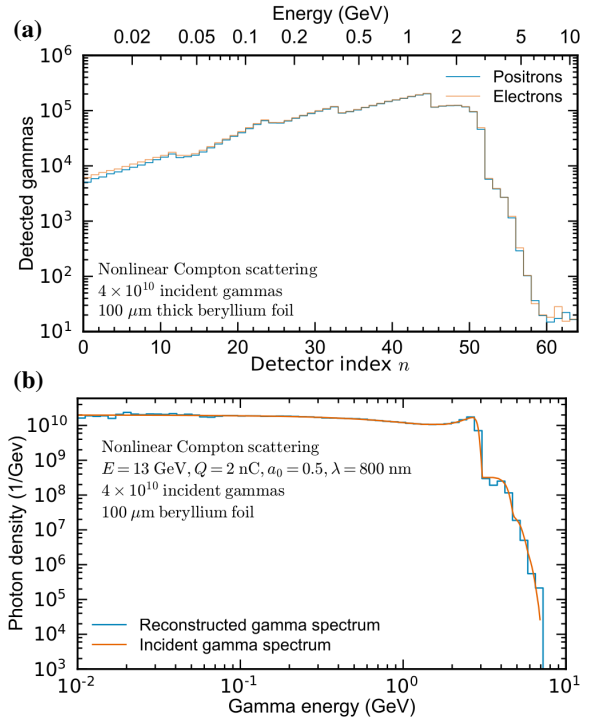 (a)
Energy (GeV)
0.02 0.05 0.1 0.2 0.5 1 2 5 10
10^6
10^5
10^4
10^3
10^2
10^1
Detected gammas
Positrons
Electrons
Nonlinear Compton scattering
4 × 10^10 incident gammas
100 μm thick beryllium foil
0 10 20 30 40 50 60
Detector index n
(b)
10^10
10^9
10^8
10^7
10^6
10^5
10^4
10^3
Photon density (1/GeV)
Nonlinear Compton scattering
E = 13 GeV, Q = 2 nC, a_0 = 0.5, λ = 800 nm
4 × 10^10 incident gammas
100 μm beryllium foil
Reconstructed gamma spectrum
Incident gamma spectrum
10^-2 10^-1 10^0 10^1
Gamma energy (GeV)